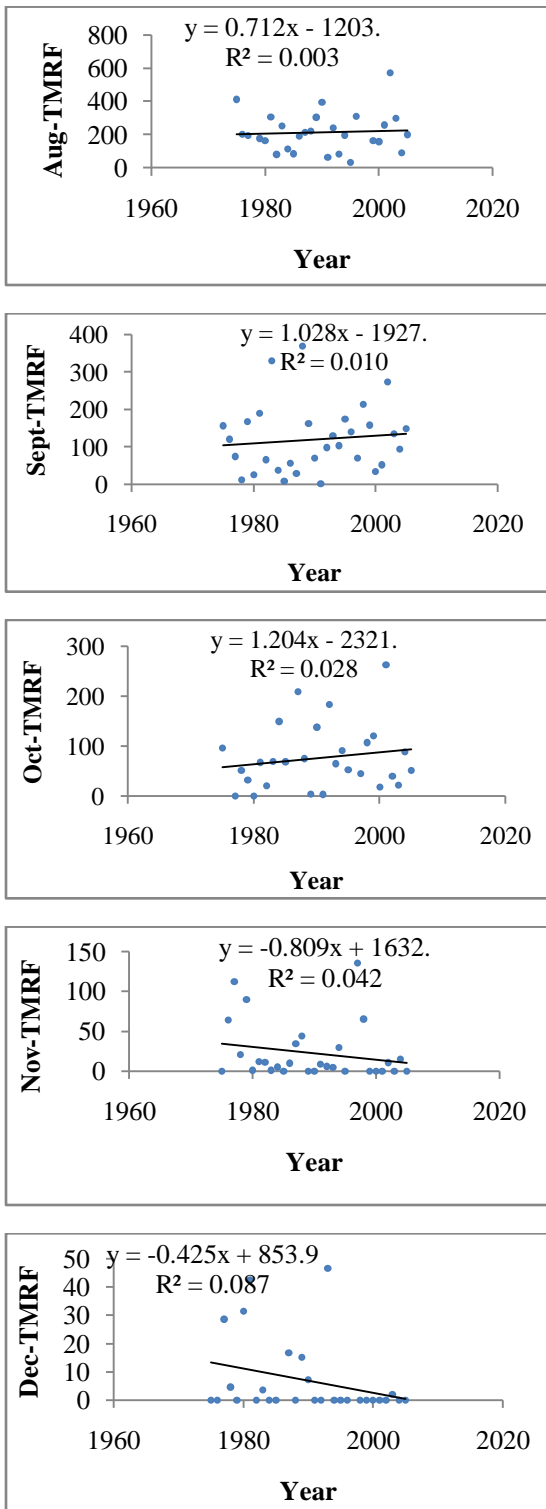 y = 0.712x - 1203.
R² = 0.003
Aug-TMRF
800
600
400
200
0
1960 1980 2000 2020
Year
y = 1.028x - 1927.
R² = 0.010
Sept-TMRF
400
300
200
100
0
1960 1980 2000 2020
Year
y = 1.204x - 2321.
R² = 0.028
Oct-TMRF
300
200
100
0
1960 1980 2000 2020
Year
y = -0.809x + 1632.
R² = 0.042
Nov-TMRF
150
100
50
0
1960 1980 2000 2020
Year
y = -0.425x + 853.9
R² = 0.087
Dec-TMRF
50
40
30
20
10
0
1960 1980 2000 2020
Year